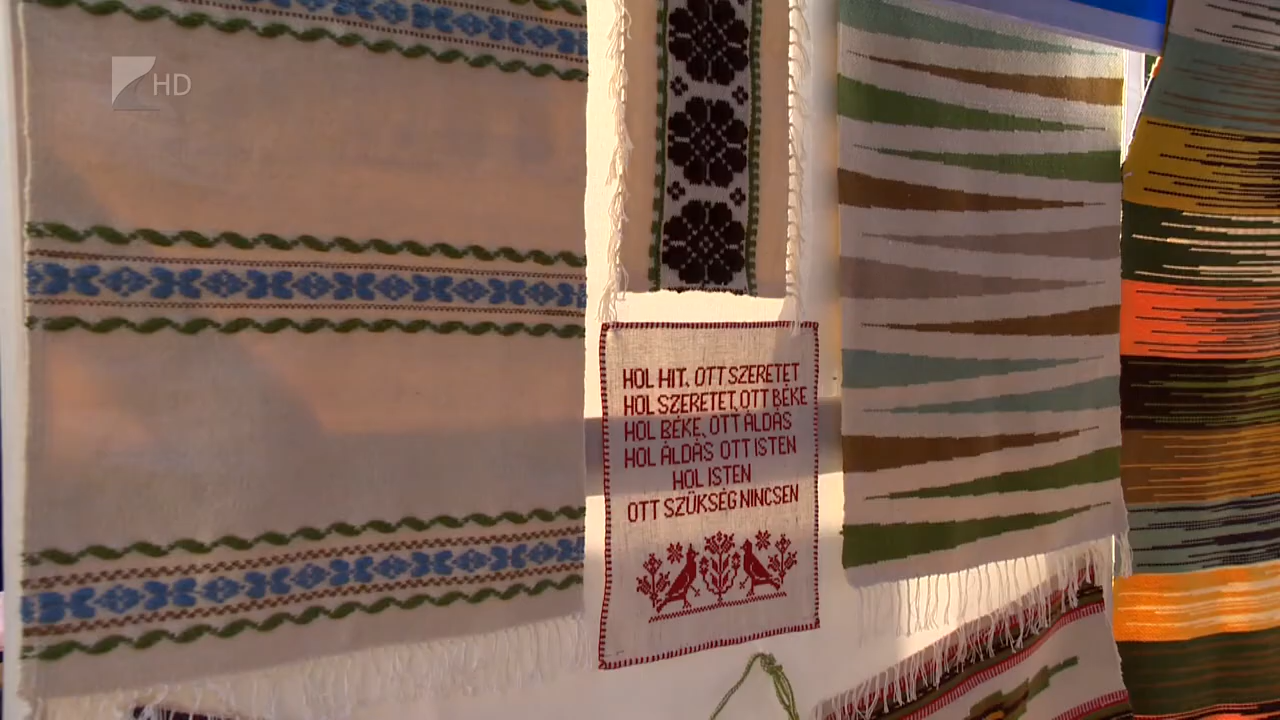 HD
HOL HIT. OTT SZERETET
HOL SZERETET, OTT BÉKE
HOL BÉKE, OTT ÁLDÁS
HOL ÁLDÁS OTT ISTEN
HOL ISTEN
OTT SZÜKSÉG NINCSEN